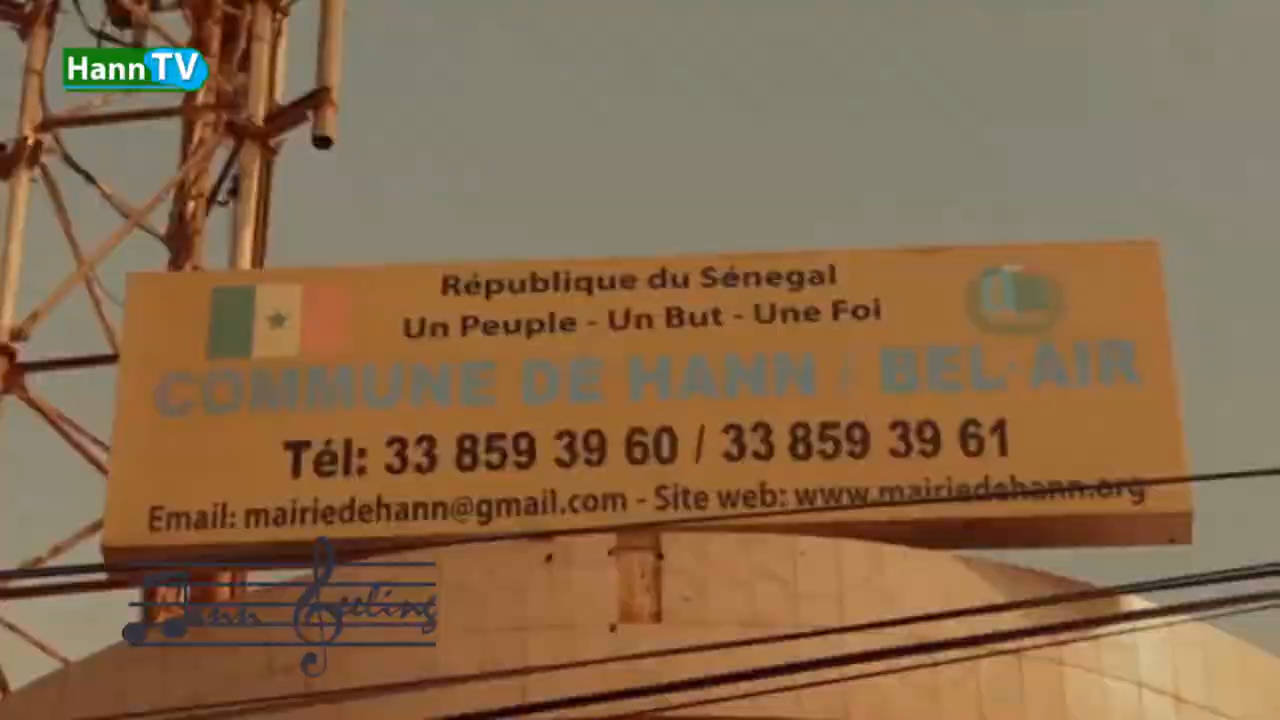 HannTV
République du Sénegal
Un Peuple - Un But - Une Foi
COMMUNE DE HANN / BEL-AIR
Tél: 33 859 39 60 / 33 859 39 61
Email: mairiedehann@gmail.com - Site web: www.mairiedehann.org
Feeling